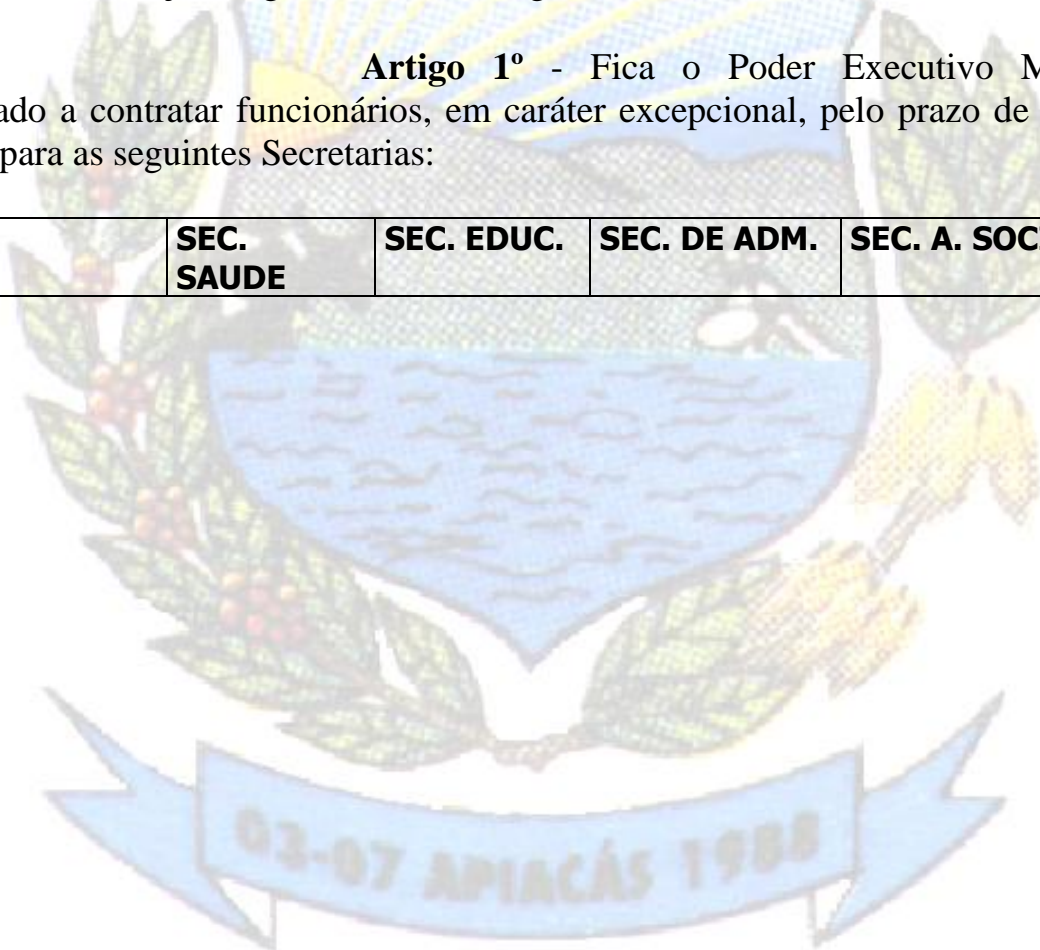 Artigo 1º - Fica o Poder Executivo
a contratar funcionários, em caráter excepcional, pelo prazo de
para as seguintes Secretarias:
SEC. SEC. EDUC. SEC. DE ADM. SEC. A.
SAUDE
03-07 APIACÁS 1988